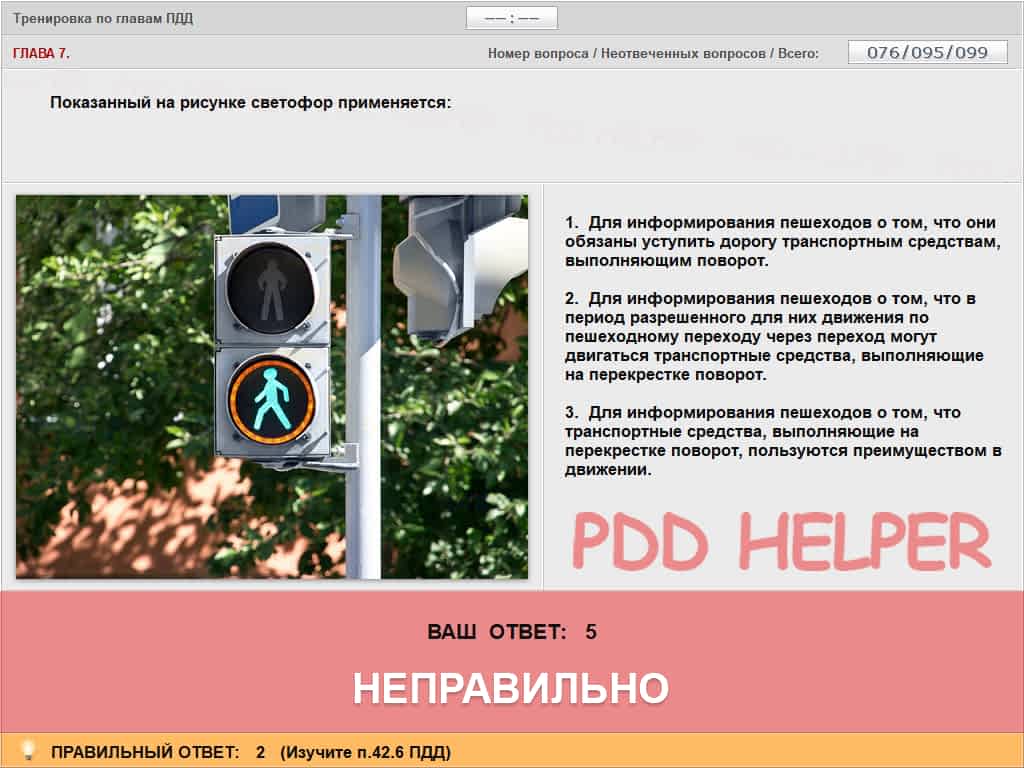 Тренировка по главам ПДД
—— : ——
ГЛАВА 7.
Номер вопроса / Неотвеченных вопросов / Всего:
076/095/099
Показанный на рисунке светофор применяется:
1. Для информирования пешеходов о том, что они
обязаны уступить дорогу транспортным средствам,
выполняющим поворот.
2. Для информирования пешеходов о том, что в
период разрешенного для них движения по
пешеходному переходу через переход могут
двигаться транспортные средства, выполняющие
на перекрестке поворот.
3. Для информирования пешеходов о том, что
транспортные средства, выполняющие на
перекрестке поворот, пользуются преимуществом в
движении.
PDD HELPER
ВАШ ОТВЕТ: 5
НЕПРАВИЛЬНО
ПРАВИЛЬНЫЙ ОТВЕТ: 2 (Изучите п.42.6 ПДД)